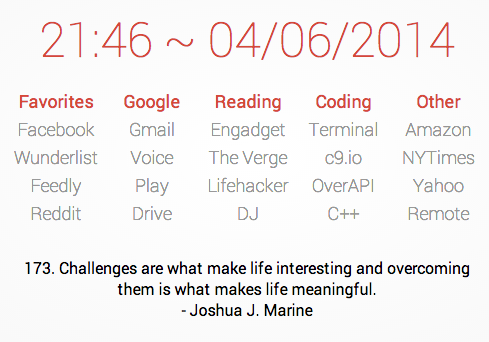 21:46 ~ 04/06/2014
Favorites Google Reading Coding Other
Facebook Gmail Engadget Terminal Amazon
Wunderlist Voice The Verge c9.io NYTimes
Feedly Play Lifehacker OverAPI Yahoo
Reddit Drive DJ C++ Remote
173. Challenges are what make life interesting and overcoming
them is what makes life meaningful.
- Joshua J. Marine